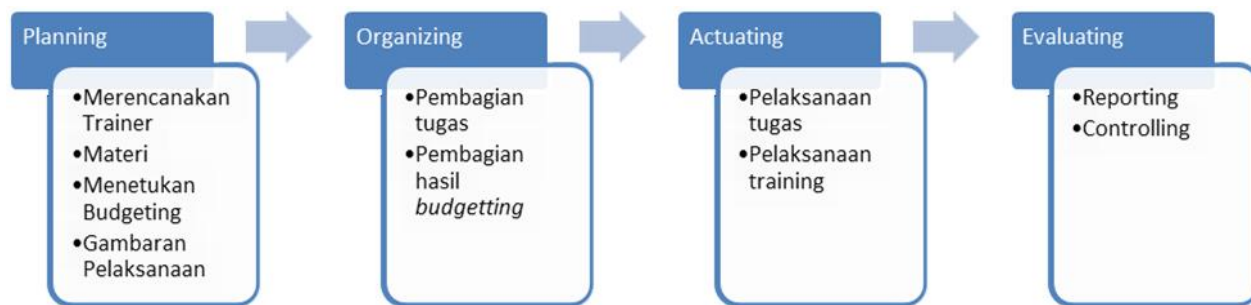 Planning
•Merencanakan
Trainer
•Materi
•Menetukan
Budgeting
•Gambaran
Pelaksanaan
Organizing
•Pembagian
tugas
•Pembagian
hasil
budgetting
Actuating
•Pelaksanaan
tugas
•Pelaksanaan
training
Evaluating
•Reporting
•Controlling